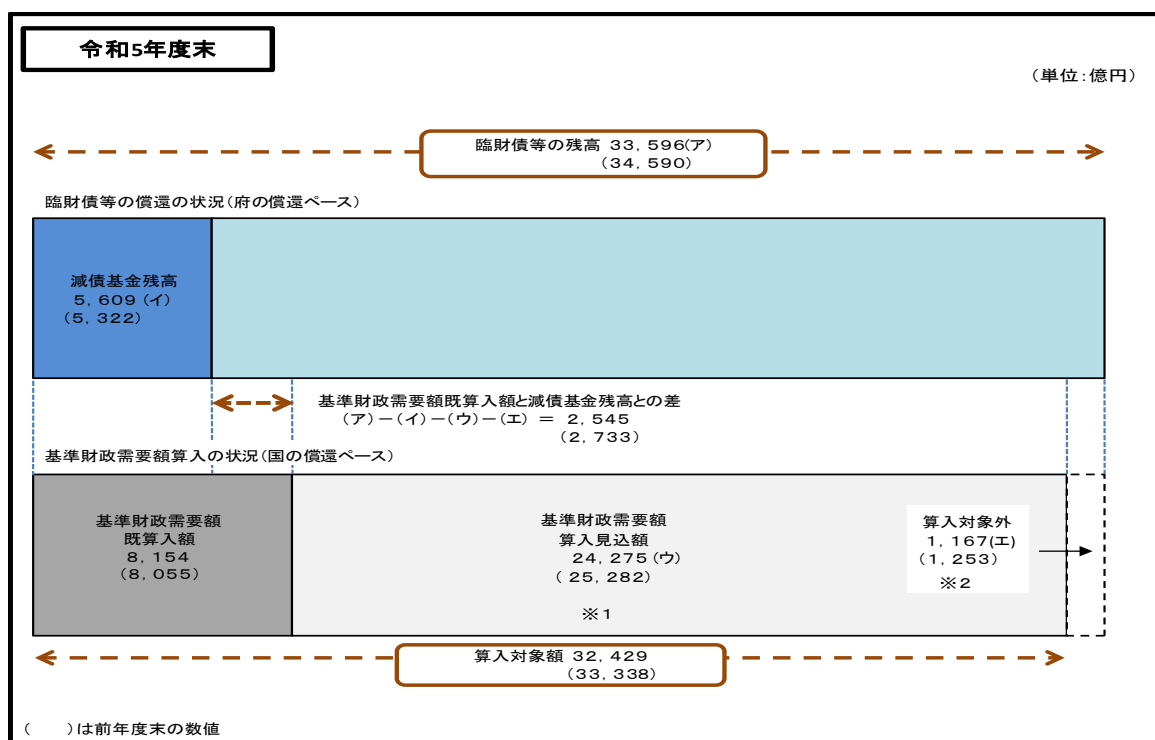 令和5年度末
（単位：億円）
臨財債等の残高 33，596(ア)
（34，590）
臨財債等の償還の状況（府の償還ペース）
減債基金残高
5，609（イ）
（5，322）
基準財政需要額既算入額と減債基金残高との差
（ア）－（イ）－（ウ）－（エ） ＝ 2，545
（2，733）
基準財政需要額算入の状況（国の償還ペース）
基準財政需要額
既算入額
8，154
（8，055）
基準財政需要額
算入見込額
24，275（ウ）
（ 25，282）
※1
算入対象外
1，167(エ)
（1，253）
※2
算入対象額 32，429
（33，338）
（　　）は前年度末の数値